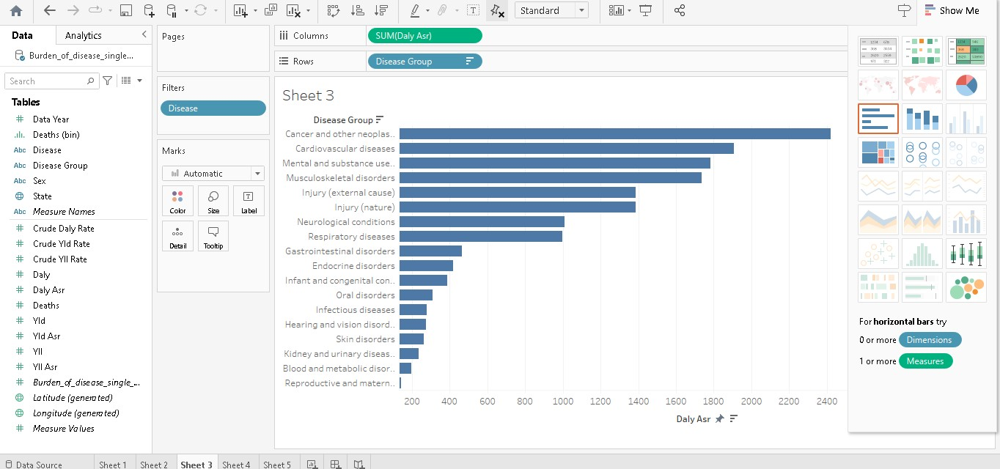 Standard
Show Me
Data
Analytics
Burden_of_disease_single...
Search
Tables
Data Year
Deaths (bin)
Abc Disease
Abc Disease Group
Abc Sex
State
Abc Measure Names
Crude Daly Rate
Crude Yld Rate
Crude Yll Rate
Daly
Daly Asr
Deaths
Yld
Yld Asr
Yll
Yll Asr
Burden_of_disease_single_...
Latitude (generated)
Longitude (generated)
Measure Values
Pages
Filters
Disease
Marks
Automatic
Color
Size
Label
Detail
Tooltip
Columns
SUM(Daly Asr)
Rows
Disease Group
Sheet 3
Disease Group
Cancer and other neoplas..
Cardiovascular diseases
Mental and substance use..
Musculoskeletal disorders
Injury (external cause)
Injury (nature)
Neurological conditions
Respiratory diseases
Gastrointestinal disorders
Endocrine disorders
Infant and congenital con..
Oral disorders
Infectious diseases
Hearing and vision disord..
Skin disorders
Kidney and urinary diseas..
Blood and metabolic disor..
Reproductive and matern..
200 400 600 800 1000 1200 1400 1600 1800 2000 2200 2400
Daly Asr
For horizontal bars try
0 or more Dimensions
1 or more Measures
Data Source
Sheet 1
Sheet 2
Sheet 3
Sheet 4
Sheet 5